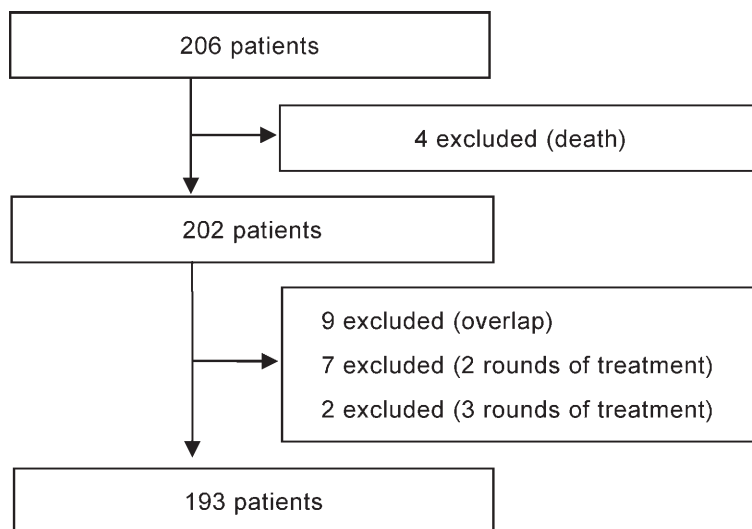 206 patients
4 excluded (death)
202 patients
9 excluded (overlap)
7 excluded (2 rounds of treatment)
2 excluded (3 rounds of treatment)
193 patients